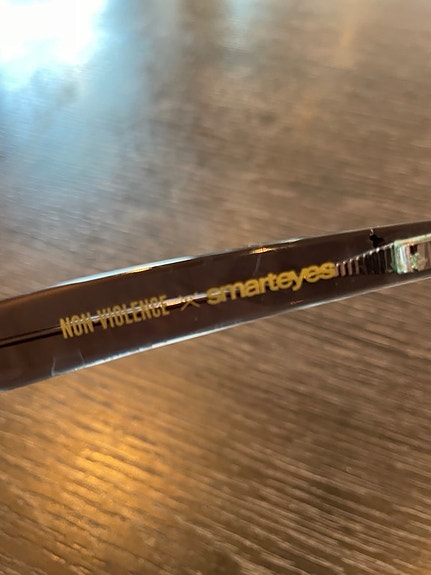 NON VIOLENCE × smarteyes